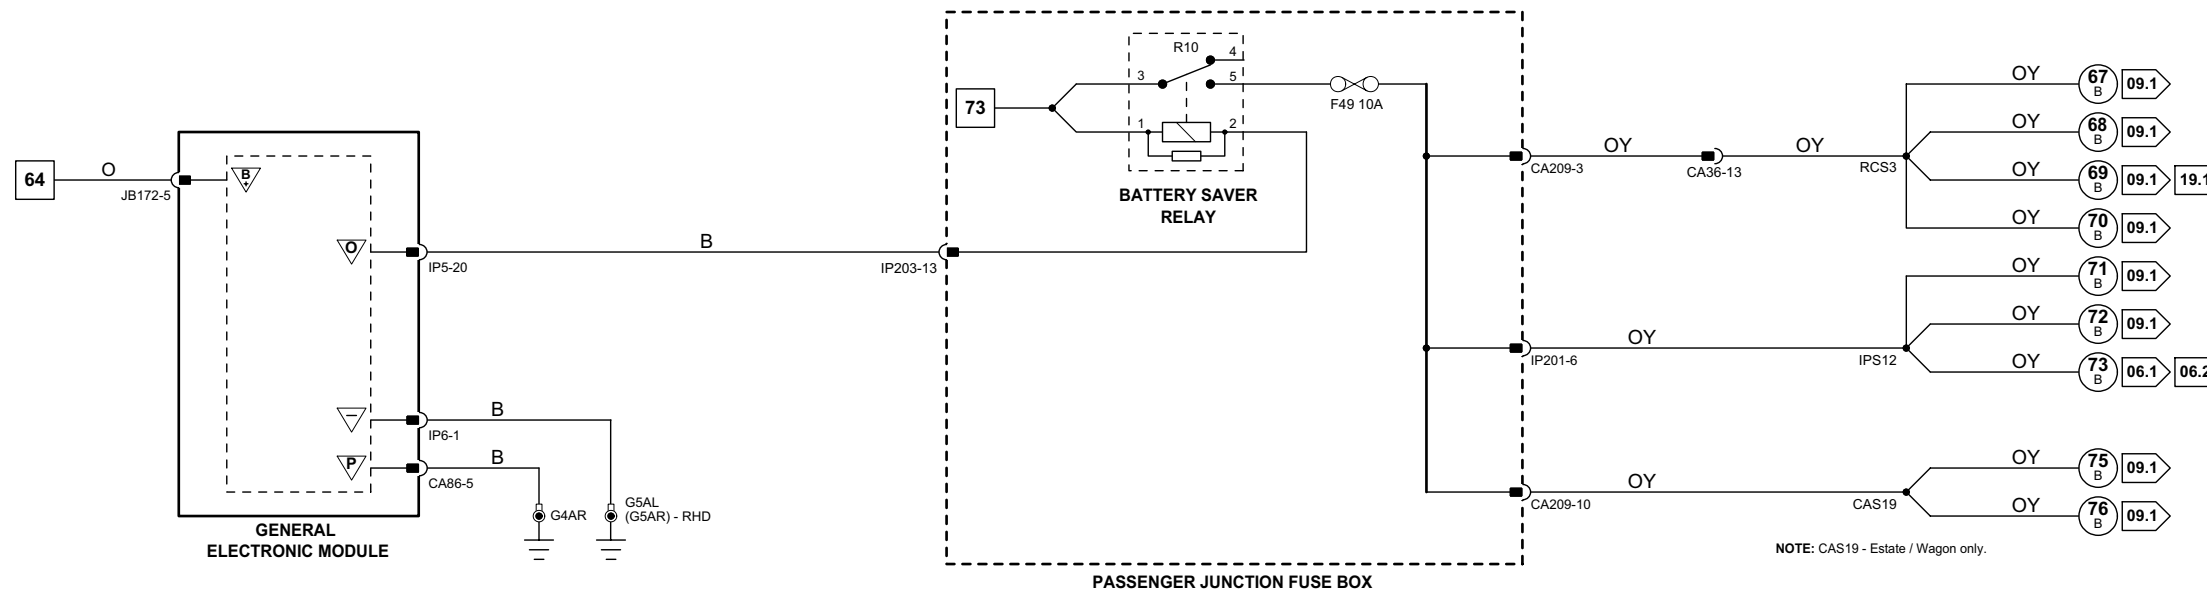 64
O
JB172-5
B
+
O
IP5-20
B
IP203-13
–
IP6-1
B
P
CA86-5
B
G4AR
G5AL
(G5AR) - RHD
GENERAL
ELECTRONIC MODULE
73
R10
3
4
5
1
2
BATTERY SAVER
RELAY
F49 10A
PASSENGER JUNCTION FUSE BOX
CA209-3
OY
CA36-13
OY
RCS3
OY
67
B
09.1
OY
68
B
09.1
OY
69
B
09.1
19.1
OY
70
B
09.1
IP201-6
OY
IPS12
OY
71
B
09.1
OY
72
B
09.1
OY
73
B
06.1
06.2
CA209-10
OY
CAS19
OY
75
B
09.1
OY
76
B
09.1
NOTE: CAS19 - Estate / Wagon only.